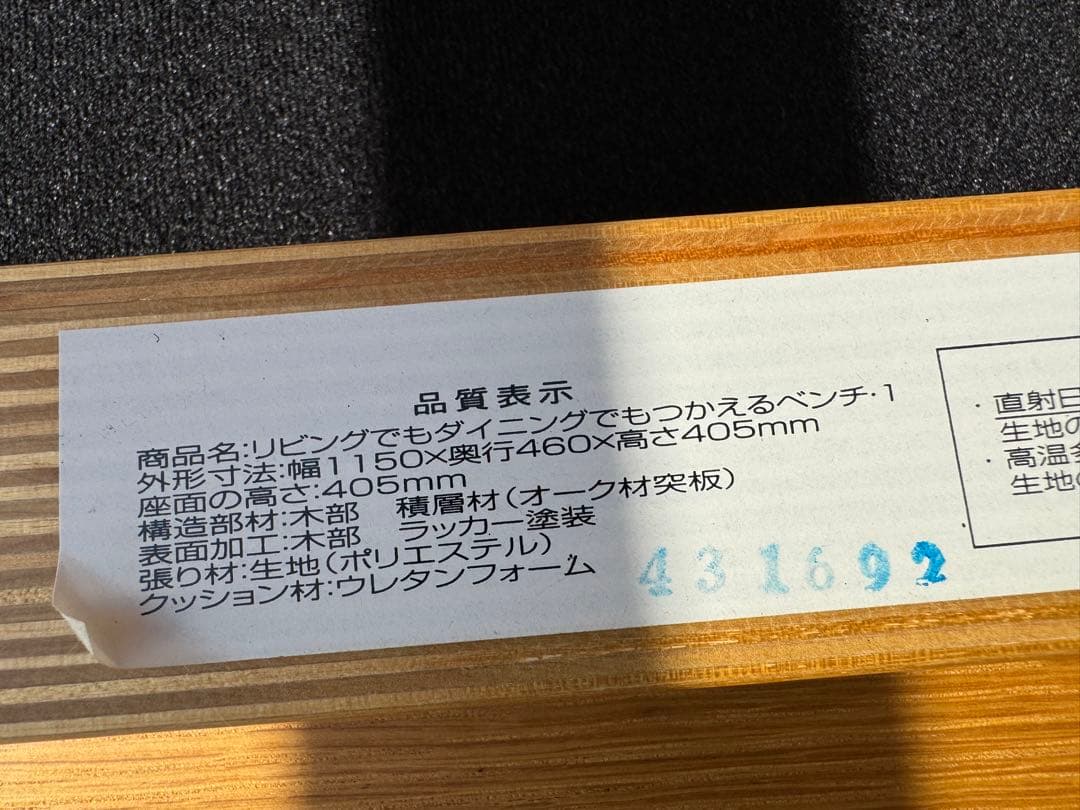 品質表示
商品名:リビングでもダイニングでもつかえるベンチ・1
外形寸法:幅1150×奥行460×高さ405mm
座面の高さ:405mm
構造部材:木部　積層材(オーク材突板)
表面加工:木部　ラッカー塗装
張り材:生地(ポリエステル)
クッション材:ウレタンフォーム
431692
・直射日
生地の
・高温多
生地の